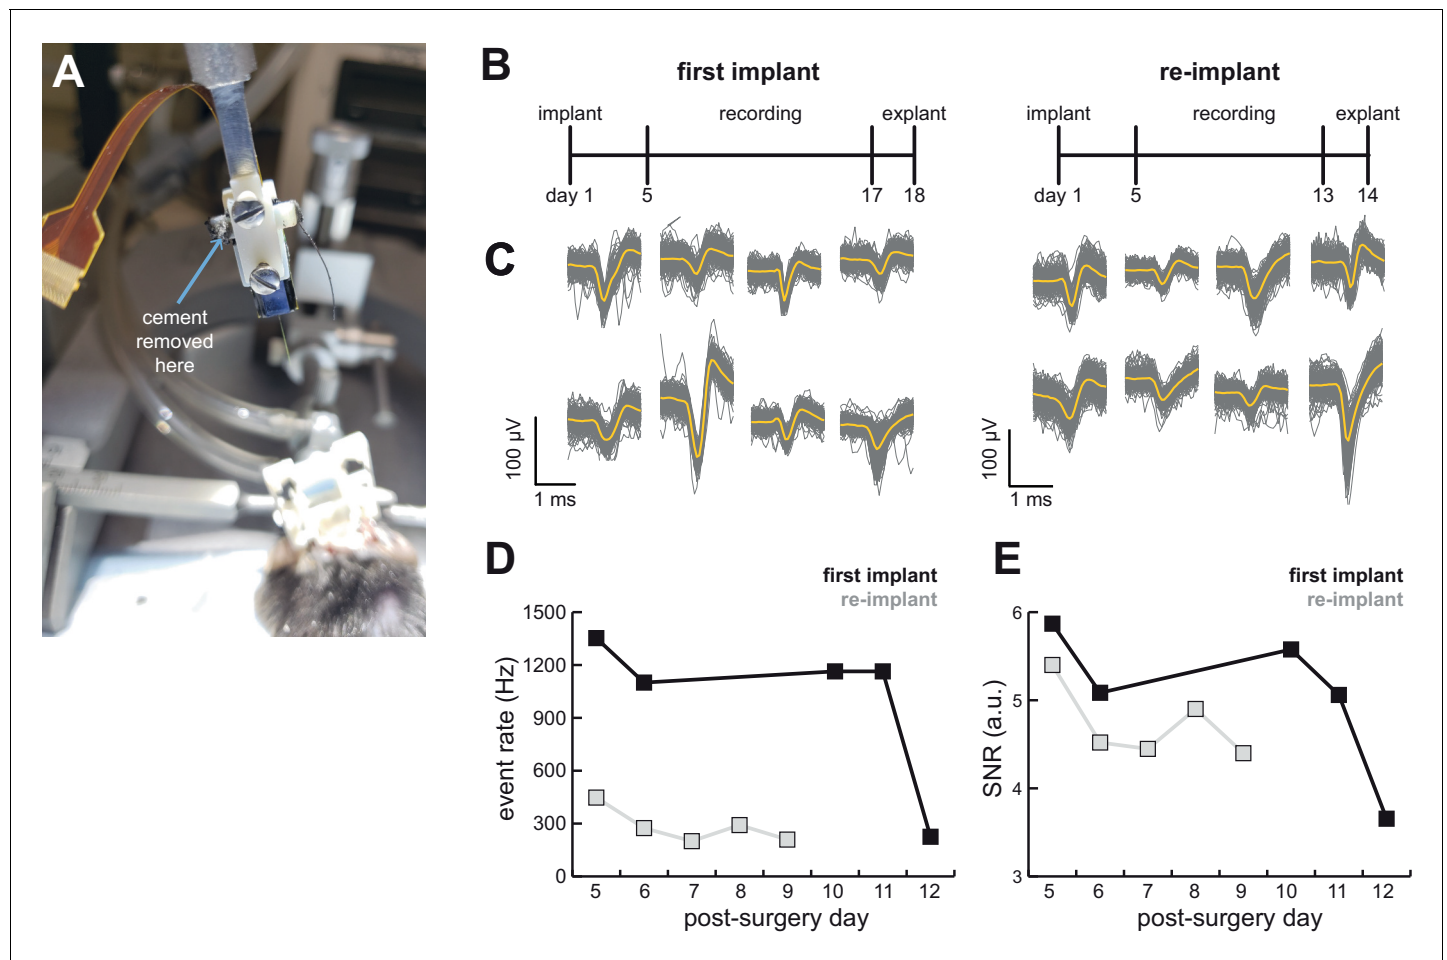 A
cement
removed
here
B
first implant
re-implant
implant
recording
explant
day 1
5
17
18
implant
recording
explant
day 1
5
13
14
C
100 µV
1 ms
100 µV
1 ms
D
first implant
re-implant
event rate (Hz)
1500
1200
900
600
300
0
5 6 7 8 9 10 11 12
post-surgery day
E
first implant
re-implant
SNR (a.u.)
6
5
4
3
5 6 7 8 9 10 11 12
post-surgery day